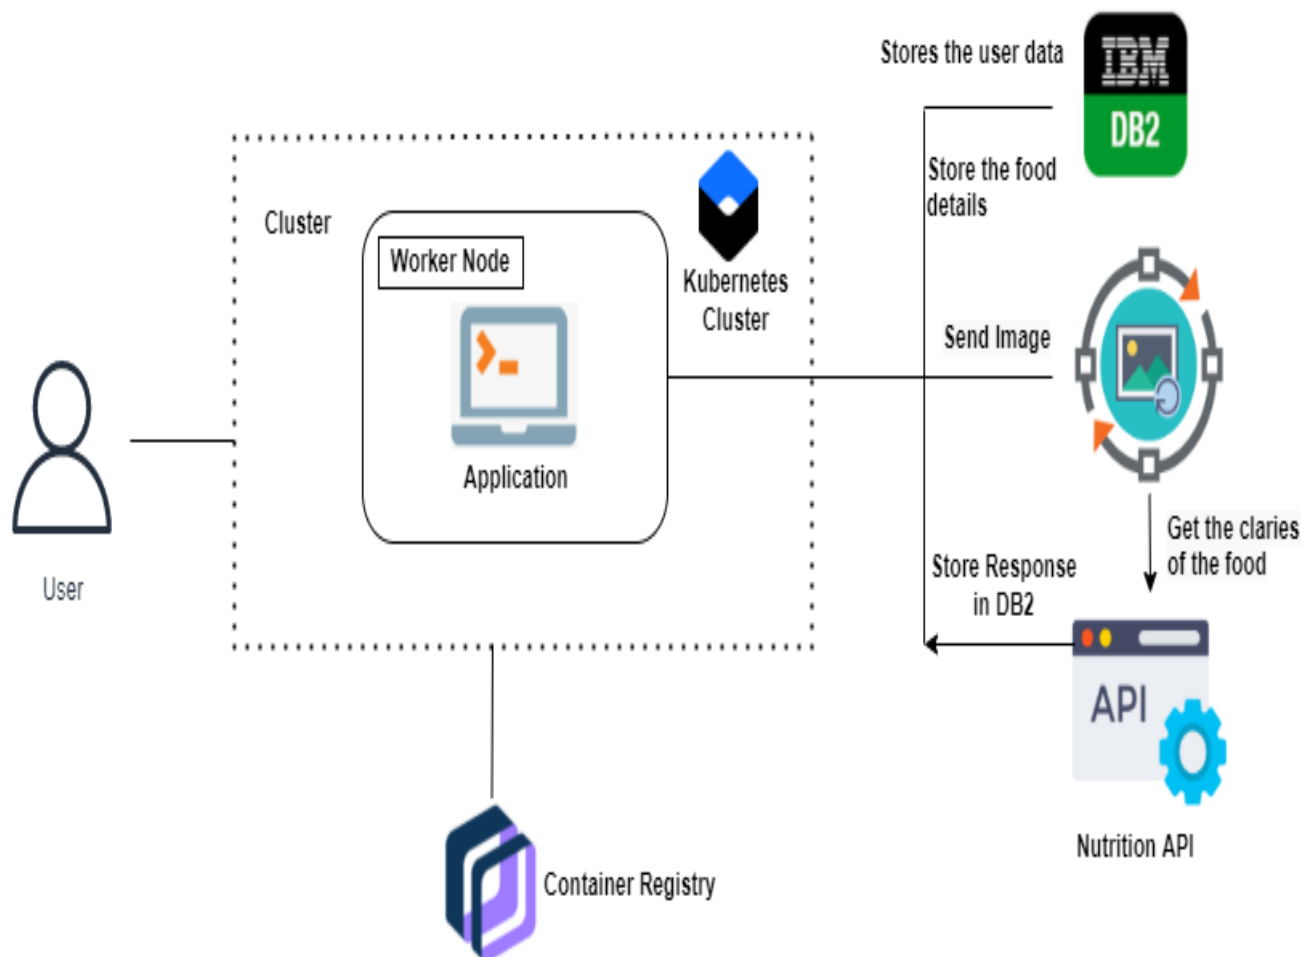 Stores the user data
IBM
DB2
Store the food
details
Cluster
Worker Node
Kubernetes
Cluster
Send Image
Application
User
Get the claries
of the food
Store Response
in DB2
API
Nutrition API
Container Registry